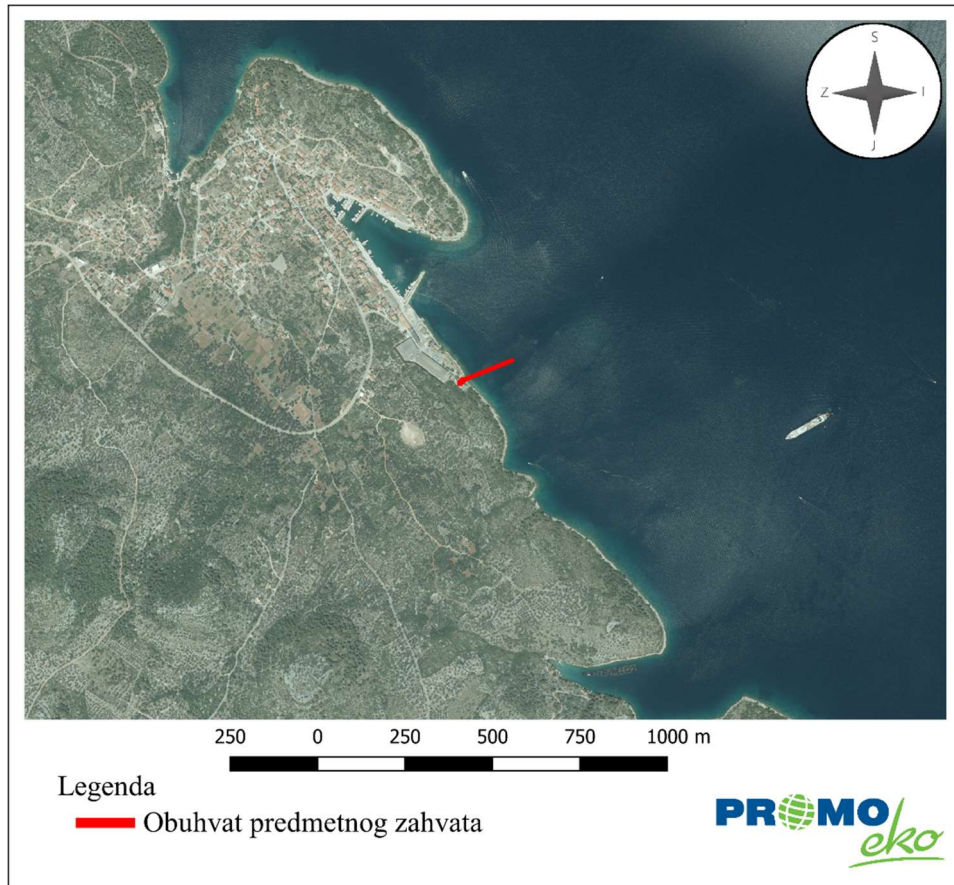 S
Z I
J
250 0 250 500 750 1000 m
Legenda
Obuhvat predmetnog zahvata
PROMO
eko